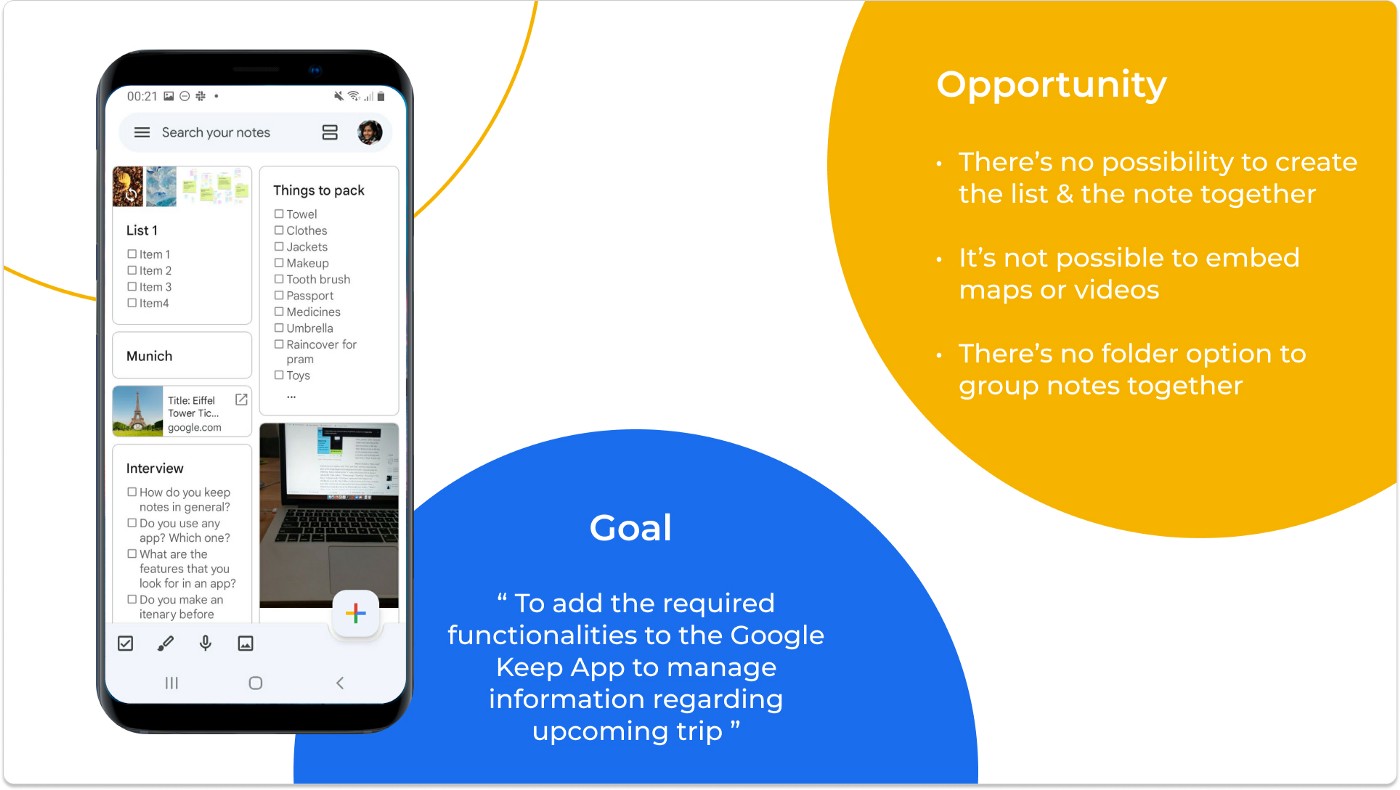 00:21
Search your notes
List 1
Item 1
Item 2
Item 3
Item4
Munich
Title: Eiffel
Tower Tic...
google.com
Interview
How do you keep
notes in general?
Do you use any
app? Which one?
What are the
features that you
look for in an app?
Do you make an
itenary before
Things to pack
Towel
Clothes
Jackets
Makeup
Tooth brush
Passport
Medicines
Umbrella
Raincover for
pram
Toys
...
Goal
“ To add the required
functionalities to the Google
Keep App to manage
information regarding
upcoming trip ”
Opportunity
• There’s no possibility to create
the list & the note together
• It’s not possible to embed
maps or videos
• There’s no folder option to
group notes together